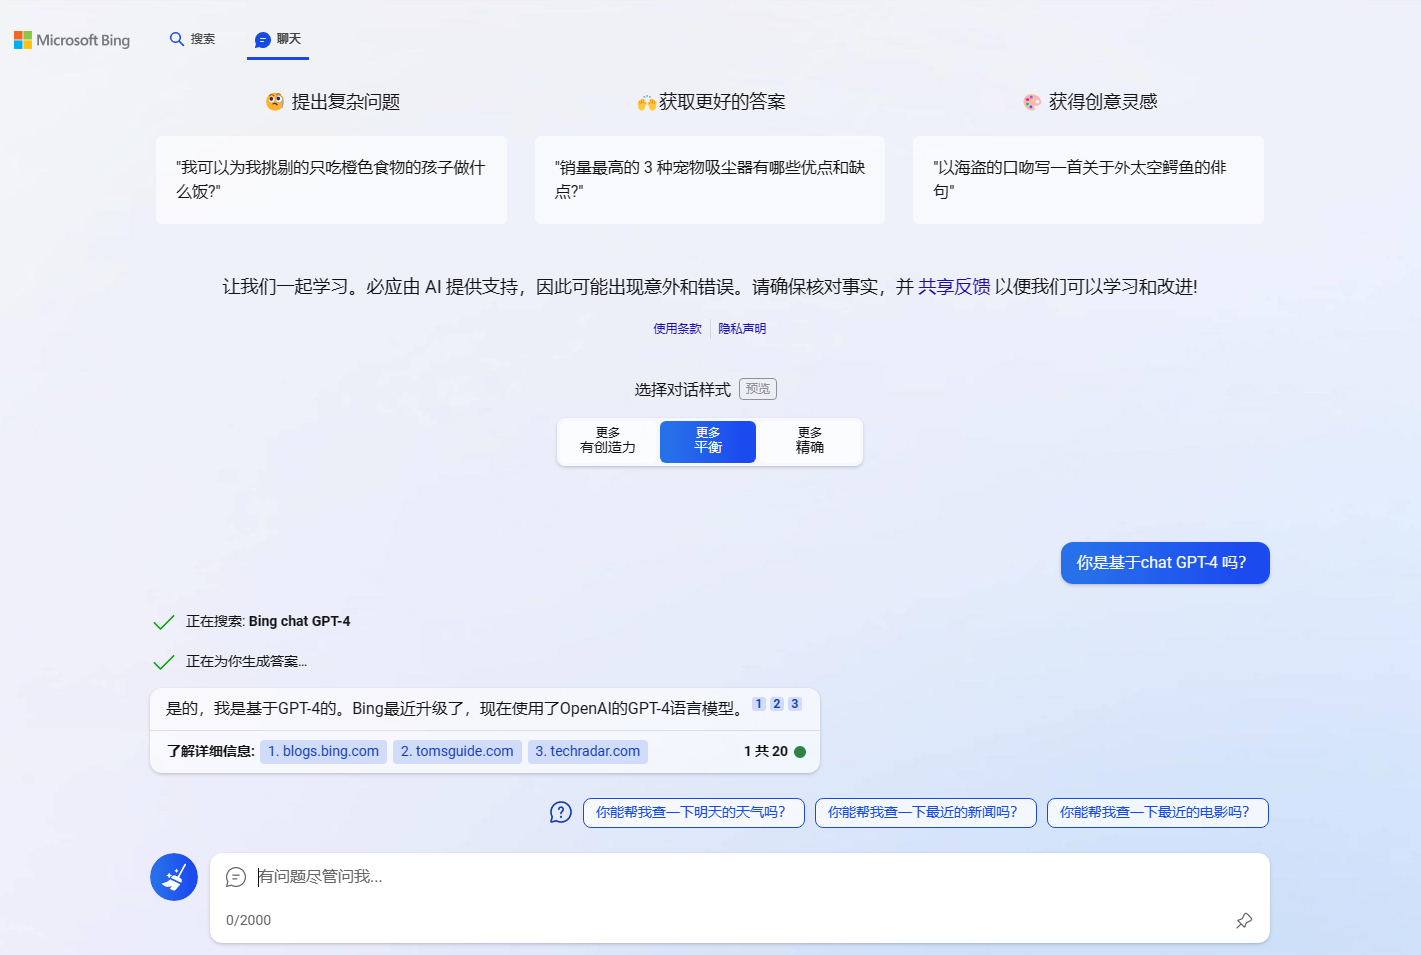 Microsoft Bing
搜索
聊天
提出复杂问题
获取更好的答案
获得创意灵感
"我可以为我挑剔的只吃橙色食物的孩子做什
么饭?"
"销量最高的 3 种宠物吸尘器有哪些优点和缺
点?"
"以海盗的口吻写一首关于外太空鳄鱼的俳
句"
让我们一起学习。必应由 AI 提供支持，因此可能出现意外和错误。请确保核对事实，并 共享反馈 以便我们可以学习和改进!
使用条款
隐私声明
选择对话样式 预览
更多
有创造力
更多
平衡
更多
精确
你是基于chat GPT-4 吗？
正在搜索: Bing chat GPT-4
正在为你生成答案...
是的，我是基于GPT-4的。Bing最近升级了，现在使用了OpenAI的GPT-4语言模型。 1 2 3
了解详细信息: 1. blogs.bing.com 2. tomsguide.com 3. techradar.com 1 共 20
你能帮我查一下明天的天气吗？
你能帮我查一下最近的新闻吗？
你能帮我查一下最近的电影吗？
有问题尽管问我...
0/2000